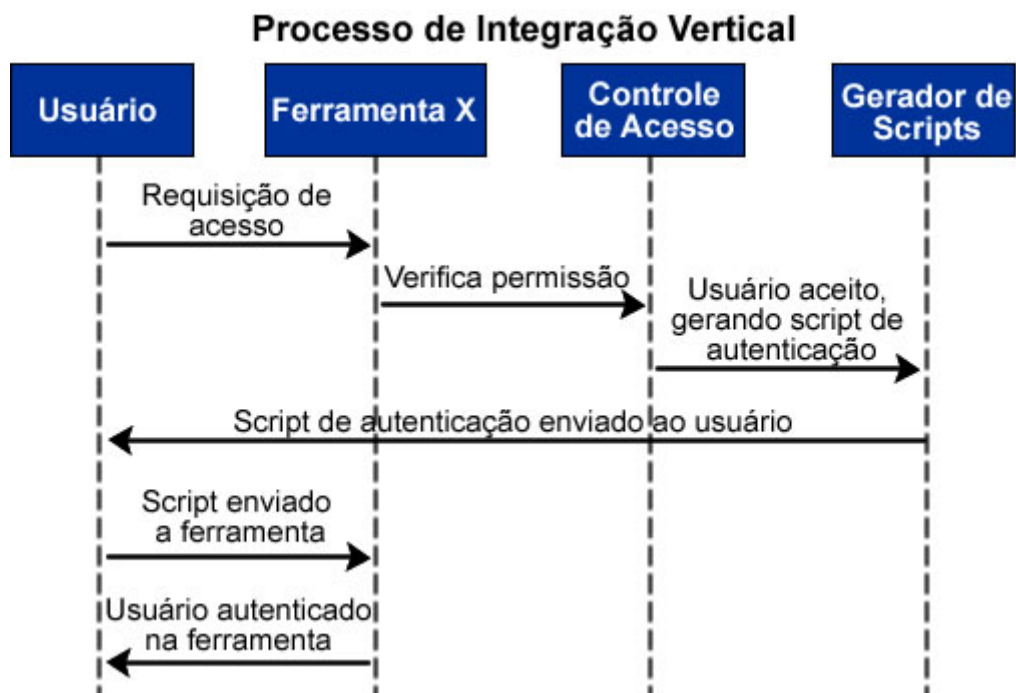 Processo de Integração Vertical
Usuário
Ferramenta X
Controle
de Acesso
Gerador de
Scripts
Requisição de
acesso
Verifica permissão
Usuário aceito,
gerando script de
autenticação
Script de autenticação enviado ao usuário
Script enviado
a ferramenta
Usuário autenticado
na ferramenta